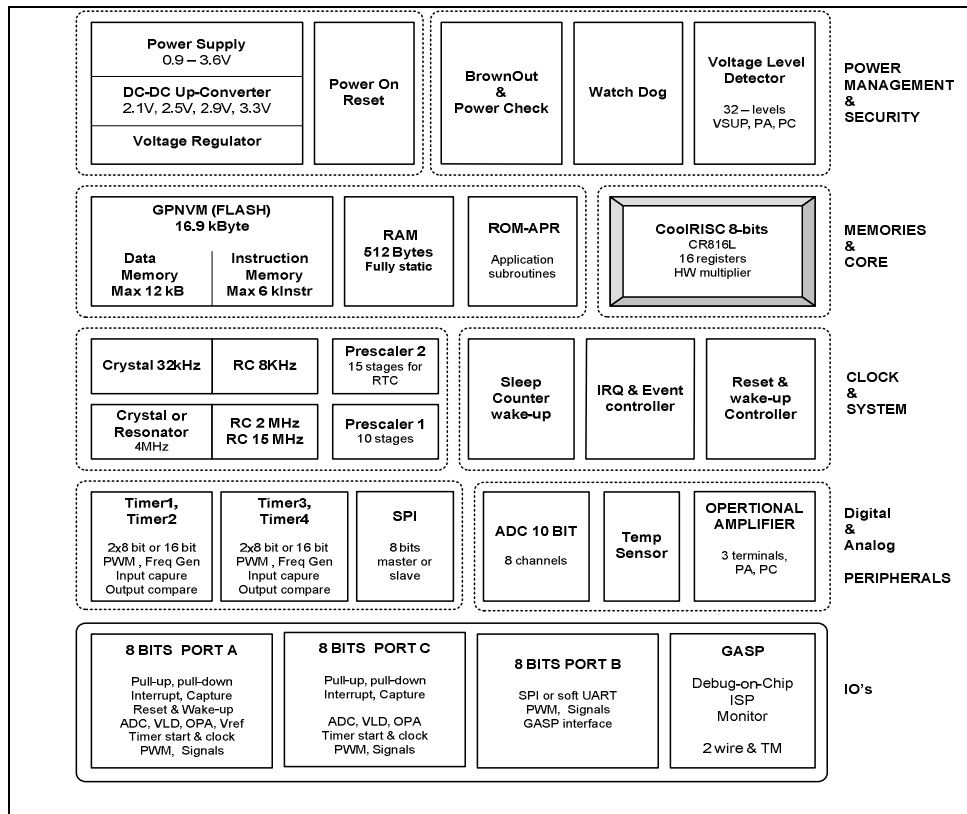 Power Supply
0.9 – 3.6V
DC-DC Up-Converter
2.1V, 2.5V, 2.9V, 3.3V
Voltage Regulator
Power On
Reset
BrownOut
&
Power Check
Watch Dog
Voltage Level
Detector
32 – levels
VSUP, PA, PC
POWER
MANAGEMENT
&
SECURITY
GPNVM (FLASH)
16.9 kByte
Data
Memory
Max 12 kB
Instruction
Memory
Max 6 kInstr
RAM
512 Bytes
Fully static
ROM-APR
Application
subroutines
CoolRISC 8-bits
CR816L
16 registers
HW multiplier
MEMORIES
&
CORE
Crystal 32kHz
RC 8KHz
Prescaler 2
15 stages for
RTC
Crystal or
Resonator
4MHz
RC 2 MHz
RC 15 MHz
Prescaler 1
10 stages
Sleep
Counter
wake-up
IRQ & Event
controller
Reset &
wake-up
Controller
CLOCK
&
SYSTEM
Timer1,
Timer2
2x8 bit or 16 bit
PWM , Freq Gen
Input capure
Output compare
Timer3,
Timer4
2x8 bit or 16 bit
PWM , Freq Gen
Input capure
Output compare
SPI
8 bits
master or
slave
ADC 10 BIT
8 channels
Temp
Sensor
OPERTIONAL
AMPLIFIER
3 terminals,
PA, PC
Digital
&
Analog
PERIPHERALS
8 BITS PORT A
Pull-up, pull-down
Interrupt, Capture
Reset & Wake-up
ADC, VLD, OPA, Vref
Timer start & clock
PWM, Signals
8 BITS PORT C
Pull-up, pull-down
Interrupt, Capture
ADC, VLD, OPA
Timer start & clock
PWM, Signals
8 BITS PORT B
SPI or soft UART
PWM, Signals
GASP interface
GASP
Debug-on-Chip
ISP
Monitor
2 wire & TM
IO's